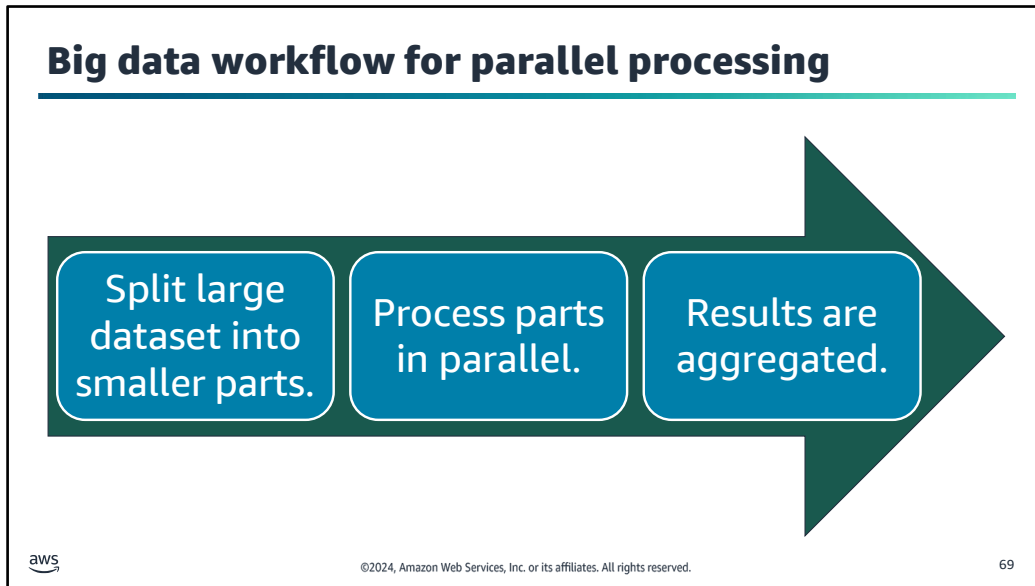 Big data workflow for parallel processing
Split large
dataset into
smaller parts.
Process parts
in parallel.
Results are
aggregated.
aws
©2024, Amazon Web Services, Inc. or its affiliates. All rights reserved.
69